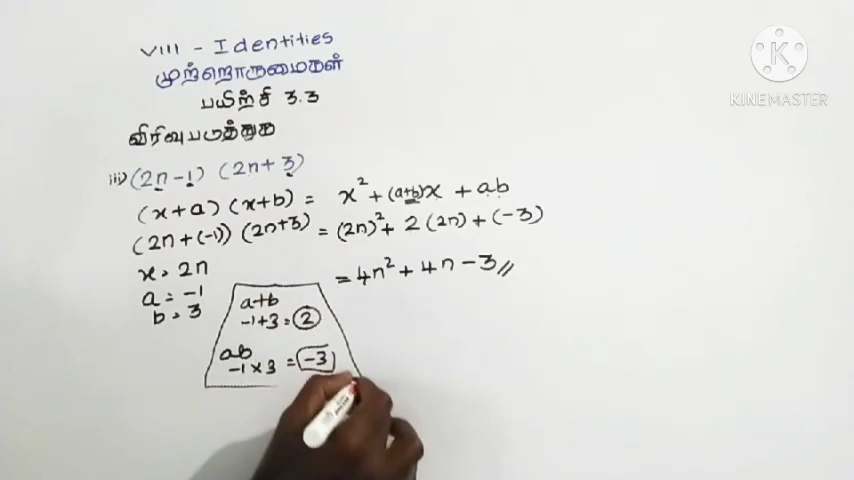 VIII - Identities
முற்றொருமைகள்
பயிற்சி 3.3
விரிவுபடுத்துக
iii) (2n-1) (2n+3)
(x+a) (x+b) = x² + (a+b)x + ab
(2n+(-1)) (2n+3) = (2n)² + 2(2n) + (-3)
= 4n² + 4n - 3 //
x = 2n
a = -1
b = 3
a+b
-1+3 = 2
ab
-1 × 3 = -3
K
KINEMASTER